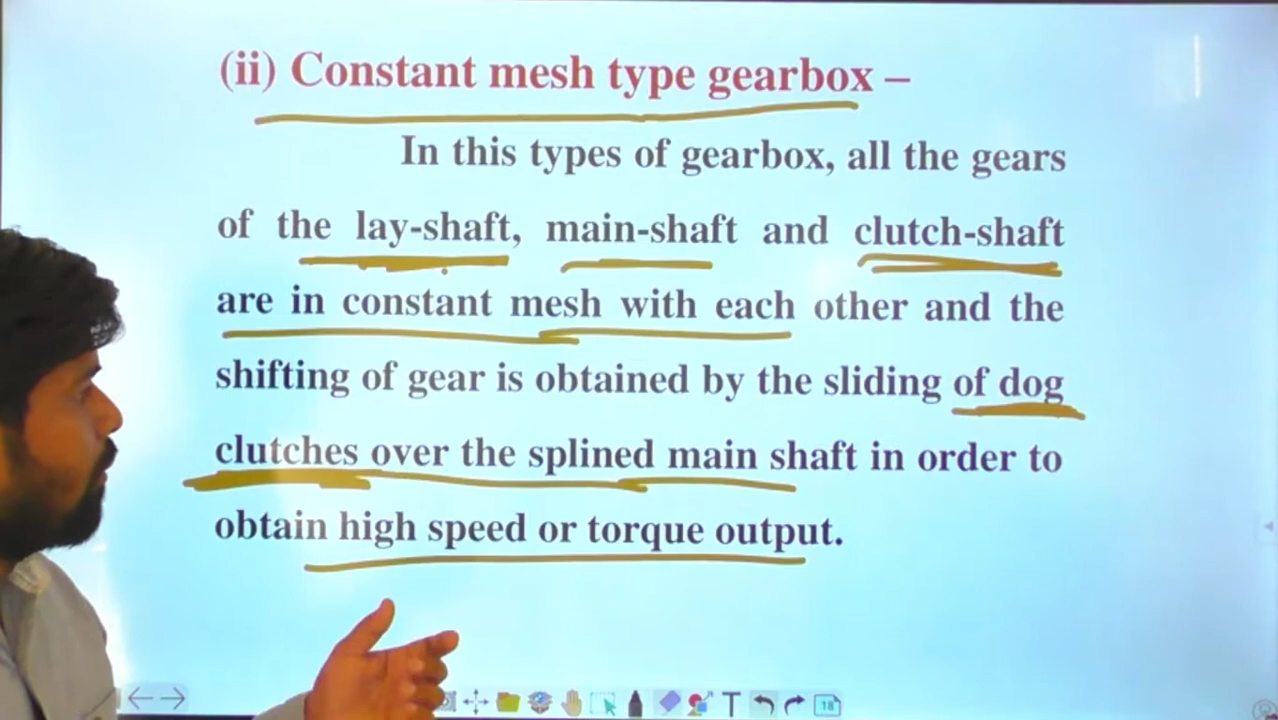 (ii) Constant mesh type gearbox –
In this types of gearbox, all the gears
of the lay-shaft, main-shaft and clutch-shaft
are in constant mesh with each other and the
shifting of gear is obtained by the sliding of dog
clutches over the splined main shaft in order to
obtain high speed or torque output.
T
18